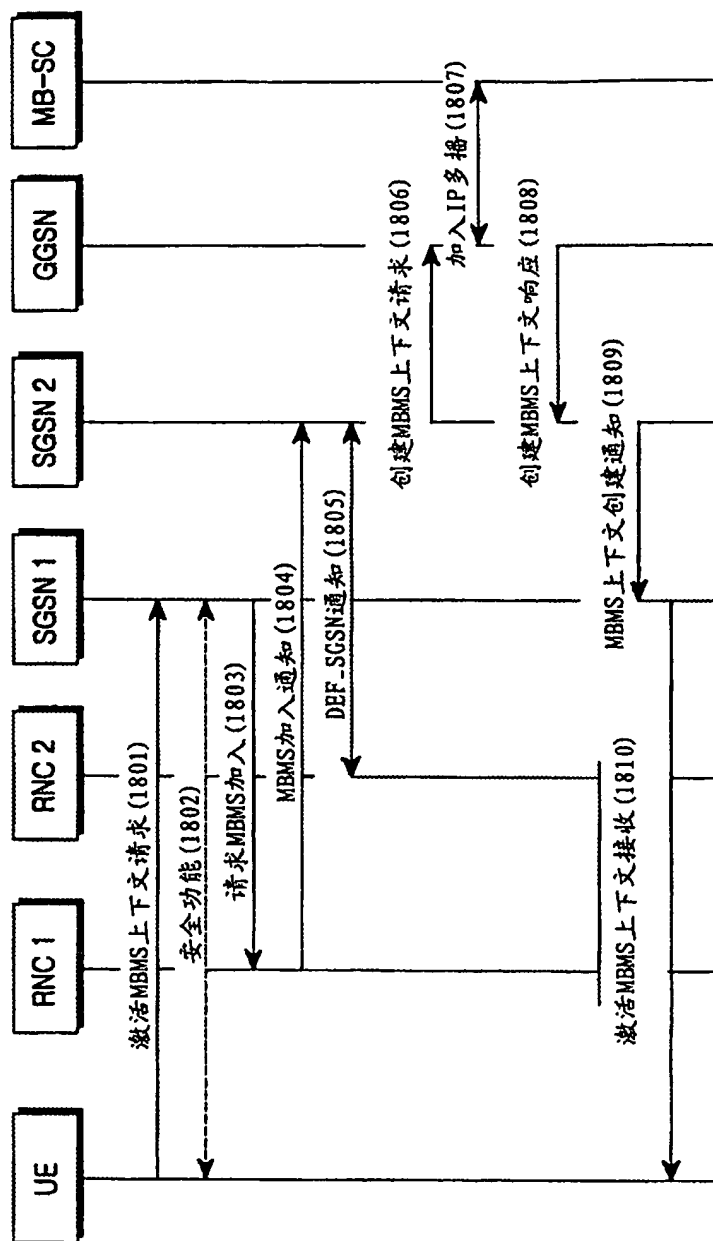 UE
RNC 1
RNC 2
SGSN 1
SGSN 2
GGSN
MB-SC
激活MBMS上下文请求(1801)
安全功能(1802)
请求MBMS加入(1803)
MBMS加入通知(1804)
DEF_SGSN通知(1805)
创建MBMS上下文请求(1806)
加入IP多播(1807)
创建MBMS上下文响应(1808)
MBMS上下文创建通知(1809)
激活MBMS上下文接收(1810)